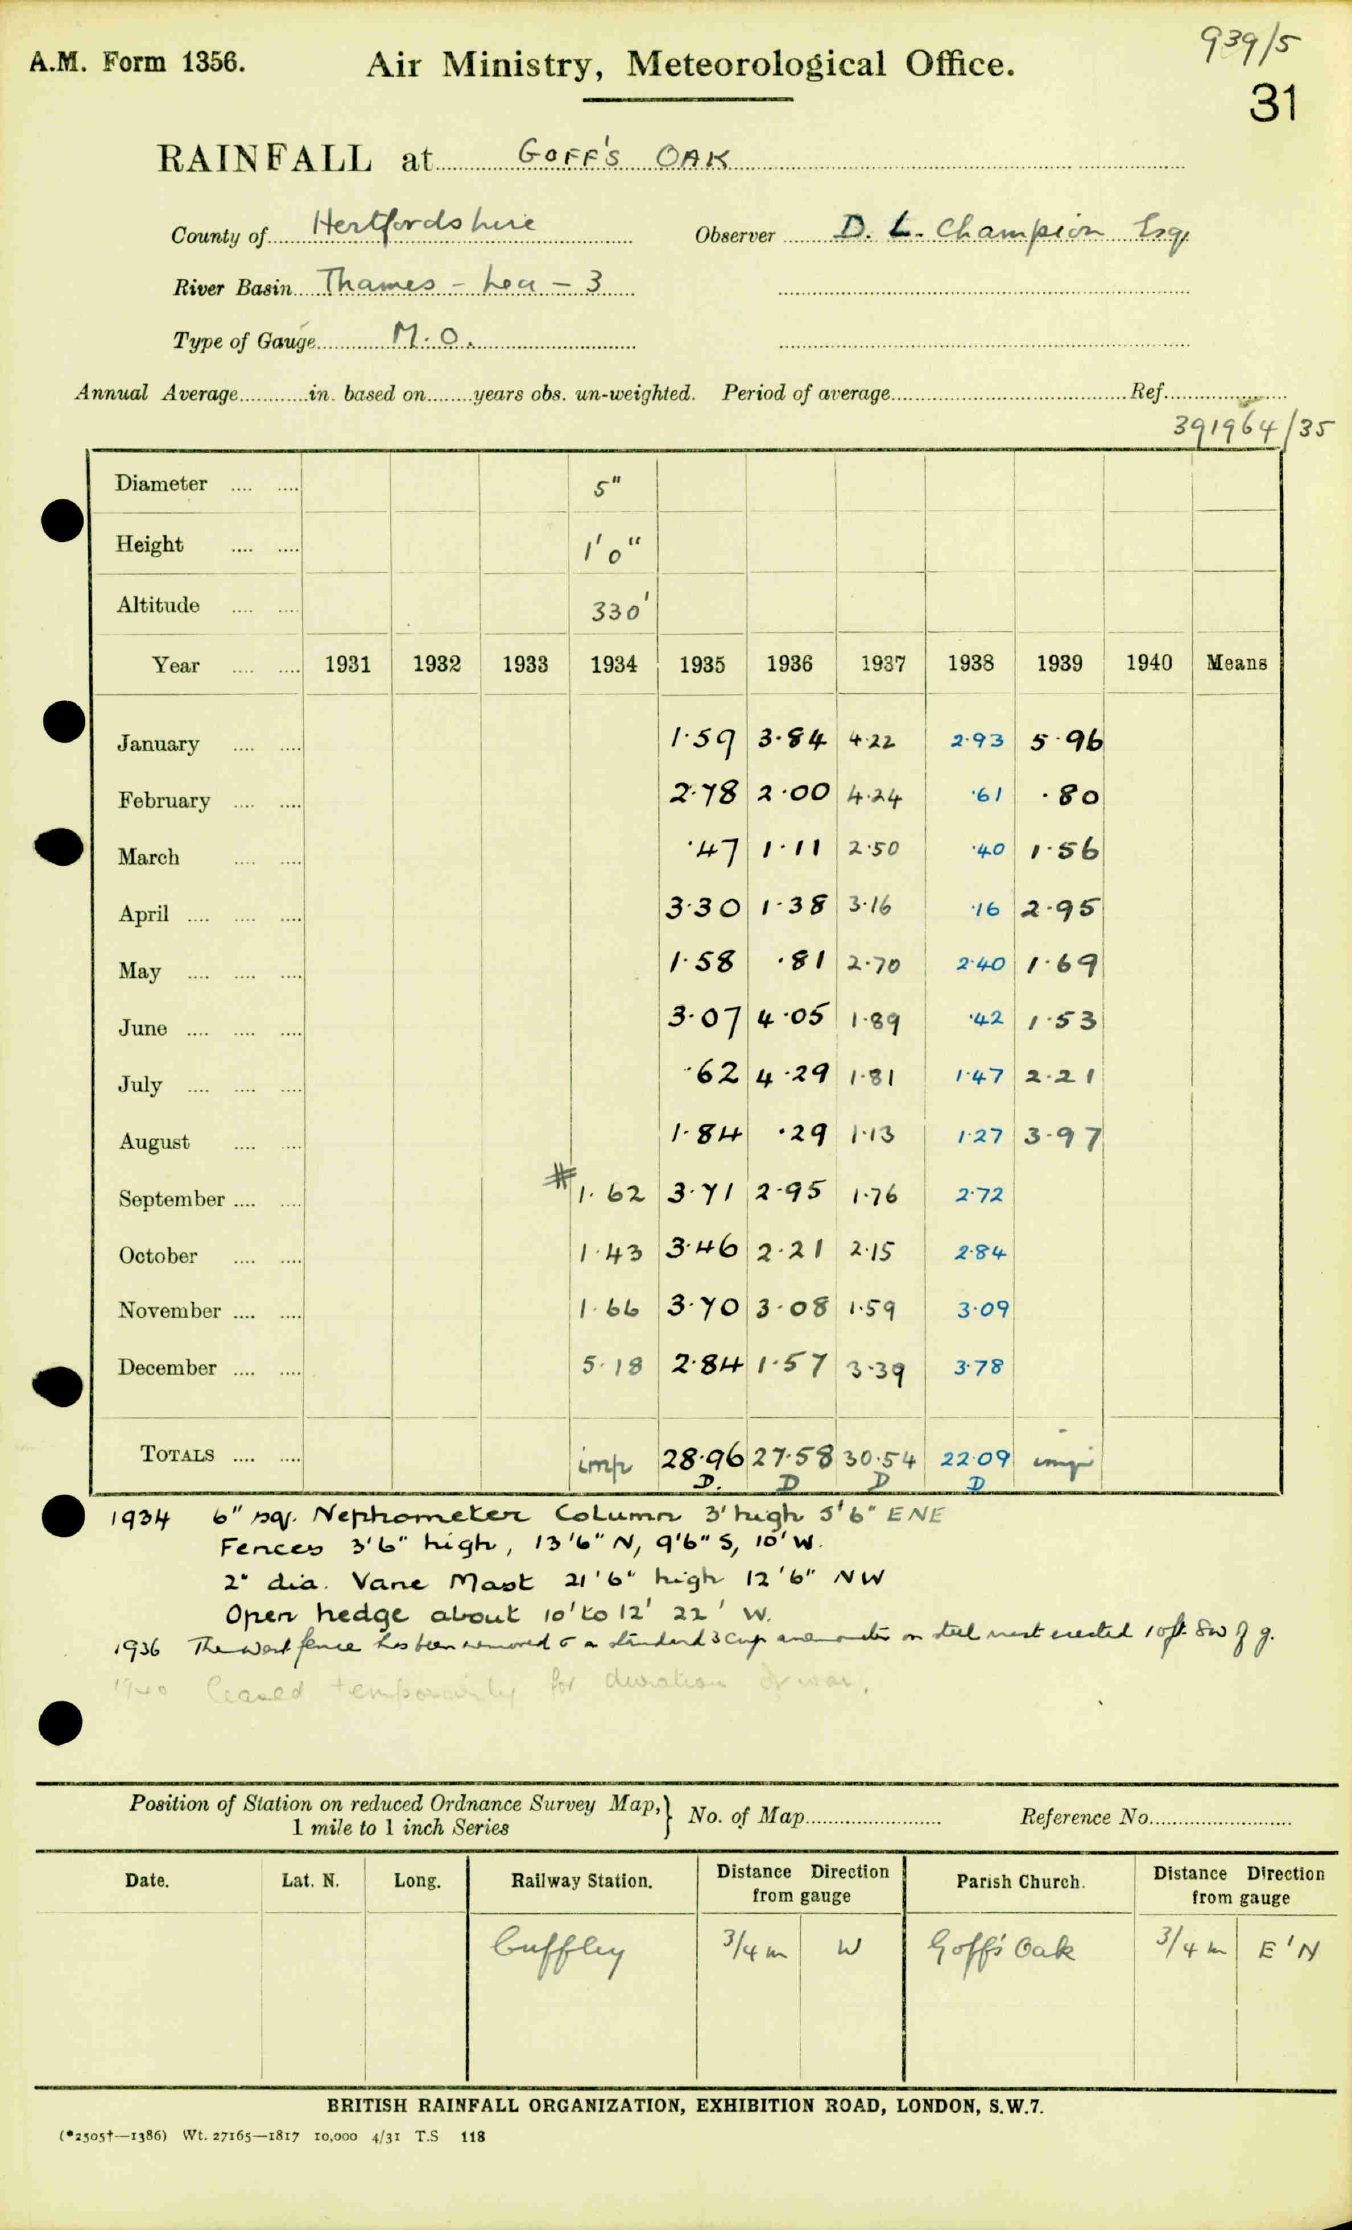 939/5
A.M. Form 1356. Air Ministry, Meteorological Office.
31
RAINFALL at GOFF'S OAK
County of Hertfordshire Observer D. L. Champion Esq.
River Basin Thames - Lea - 3
Type of Gauge M.O.
Annual Average in. based on years obs. un-weighted. Period of average Ref.
391964/35
Diameter 5"
Height 1'0"
Altitude 330'
Year 1931 1932 1933 1934 1935 1936 1937 1938 1939 1940 Means
January 1.59 3.84 4.22 2.93 5.96
February 2.78 2.00 4.24 .61 .80
March .47 1.11 2.50 .40 1.56
April 3.30 1.38 3.16 .16 2.95
May 1.58 .81 2.70 2.40 1.69
June 3.07 4.05 1.89 .42 1.53
July .62 4.29 1.81 1.47 2.21
August 1.84 .29 1.13 1.27 3.97
September # 1.62 3.71 2.95 1.76 2.72
October 1.43 3.46 2.21 2.15 2.84
November 1.66 3.70 3.08 1.59 3.09
December 5.18 2.84 1.57 3.39 3.78
TOTALS imp 28.96 27.58 30.54 22.09 imp
D. D D D
1934 6" sq. Nephometer Column 3' high 5'6" ENE
Fences 3'6" high, 13'6" N, 9'6" S, 10' W.
2" dia. Vane Mast 21'6" high 12'6" NW
Open hedge about 10' to 12' 22' W.
1936 The west fence has been removed & a standard 3 cup anemometer on steel mast erected 10 ft. SW of g.
1940 Ceased temporarily for duration of war.
Position of Station on reduced Ordnance Survey Map,} No. of Map Reference No.
1 mile to 1 inch Series
Date. Lat. N. Long. Railway Station. Distance Direction from gauge Parish Church. Distance Direction from gauge
Cuffley 3/4 m W Goff's Oak 3/4 m E'N
BRITISH RAINFALL ORGANIZATION, EXHIBITION ROAD, LONDON, S.W.7.
(*2505†—1386) Wt. 27165—1817 10,000 4/31 T.S 118